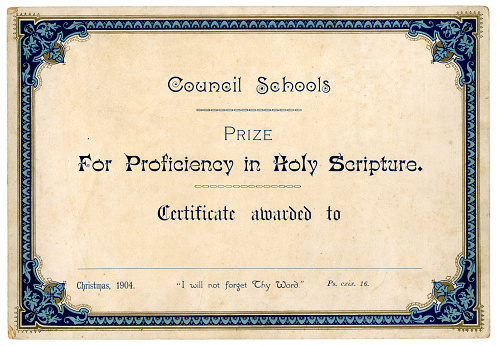 Council Schools
PRIZE
For Proficiency in Holy Scripture.
Certificate awarded to
Christmas, 1904. "I will not forget Thy Word." Ps. cxix. 16.